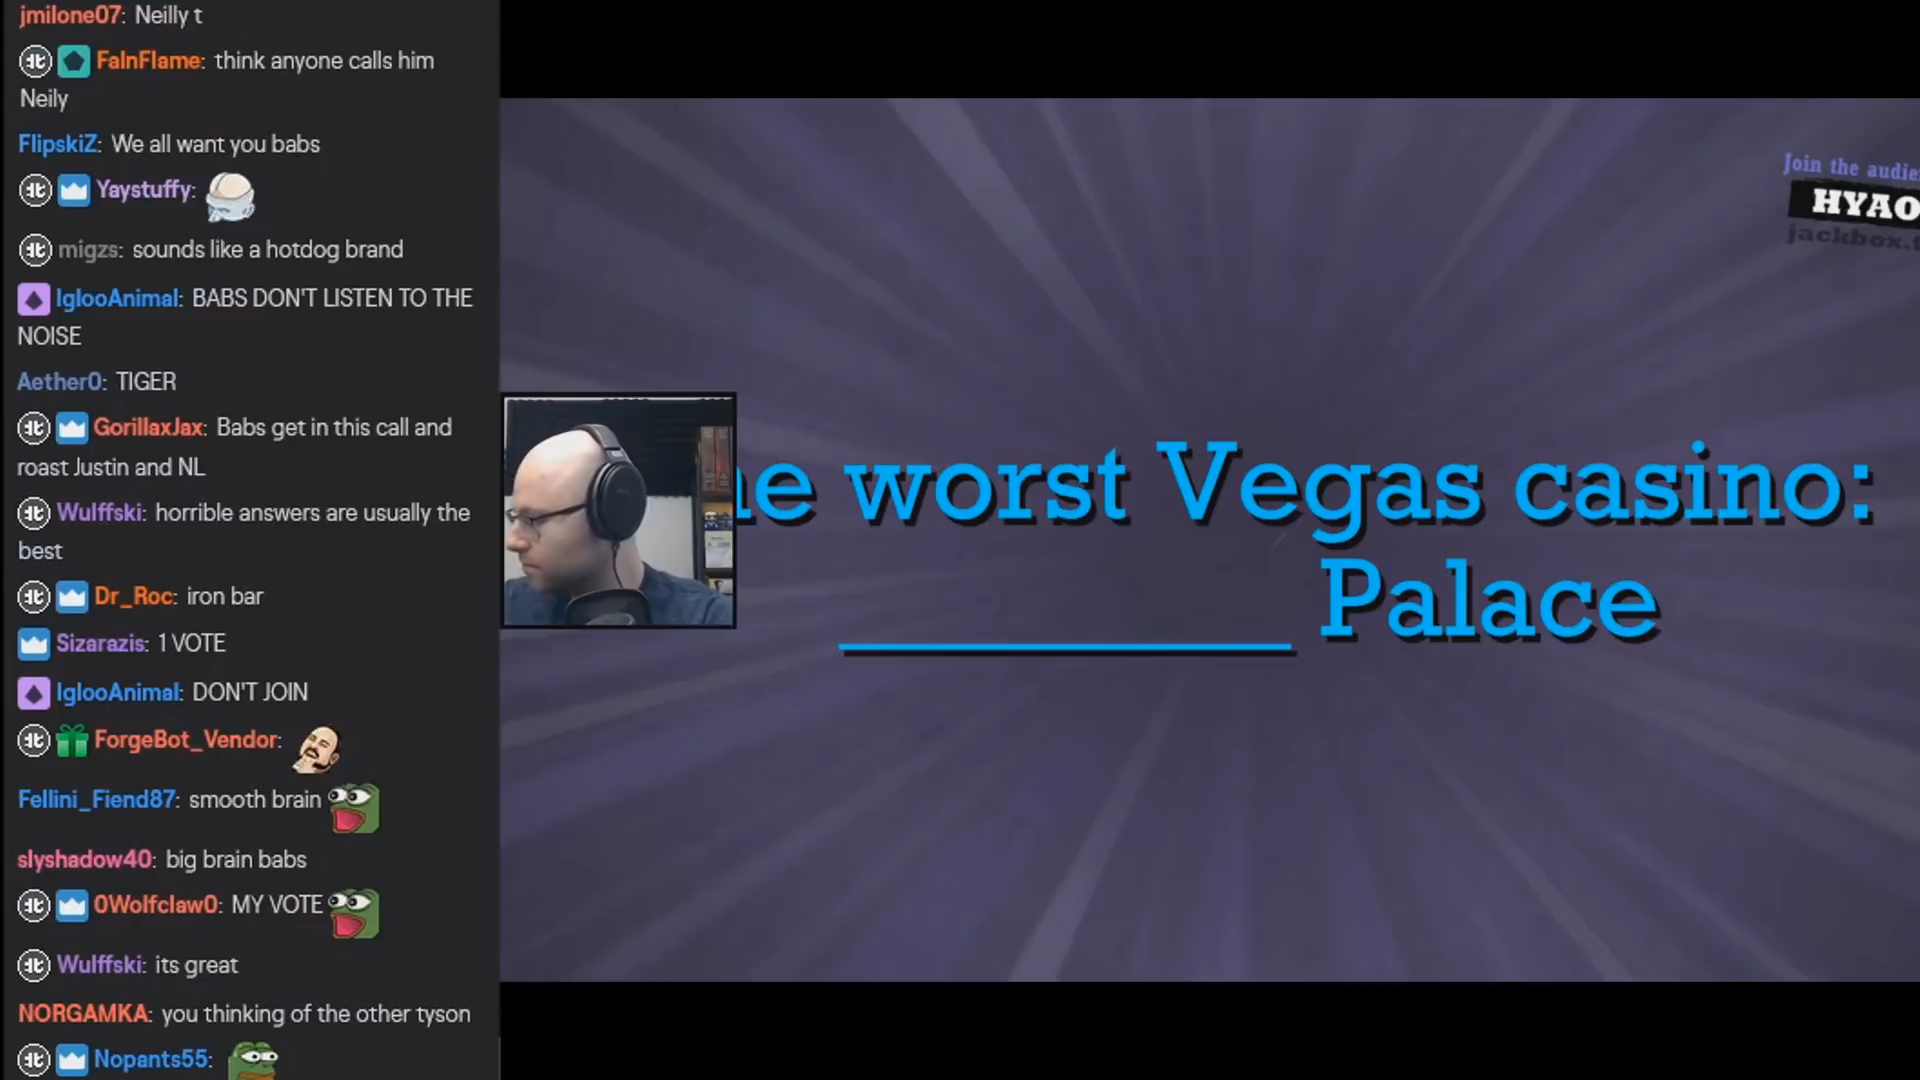 jmilone07: Neilly t
FalnFlame: think anyone calls him
Neily
FlipskiZ: We all want you babs
Yaystuffy:
migzs: sounds like a hotdog brand
IglooAnimal: BABS DON'T LISTEN TO THE
NOISE
Aether0: TIGER
GorillaxJax: Babs get in this call and
roast Justin and NL
Wulffski: horrible answers are usually the
best
Dr_Roc: iron bar
Sizarazis: 1 VOTE
IglooAnimal: DON'T JOIN
ForgeBot_Vendor:
Fellini_Fiend87: smooth brain
slyshadow40: big brain babs
0Wolfclaw0: MY VOTE
Wulffski: its great
NORGAMKA: you thinking of the other tyson
Nopants55:
Join the audie
HYAO
jackbox.t
he worst Vegas casino:
__________ Palace